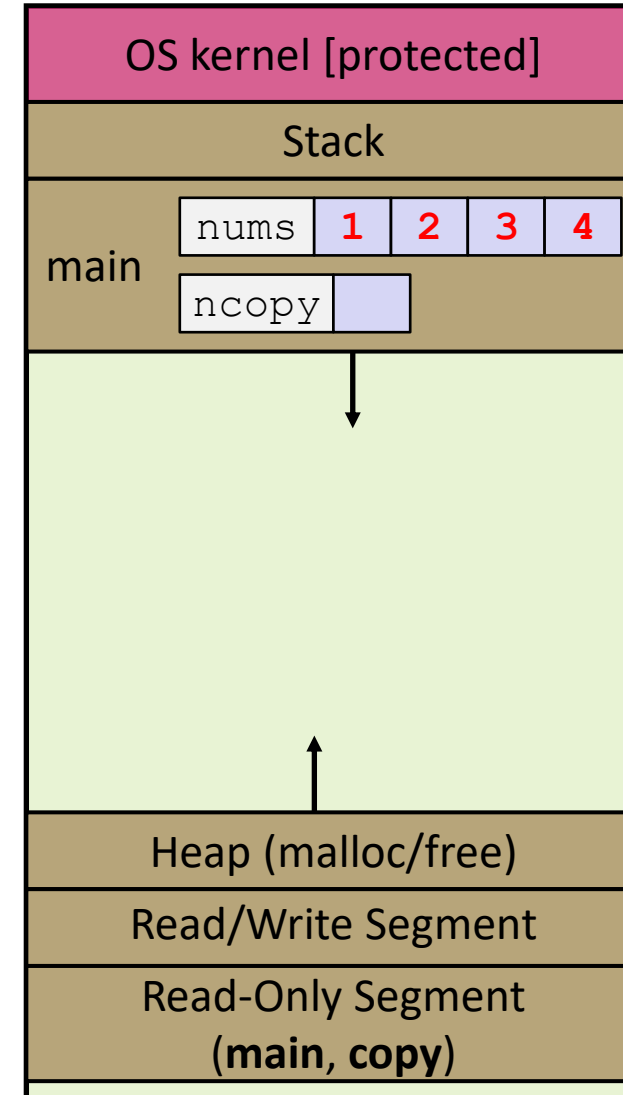 OS kernel [protected]
Stack
main
nums 1 2 3 4
ncopy
Heap (malloc/free)
Read/Write Segment
Read-Only Segment
(main, copy)